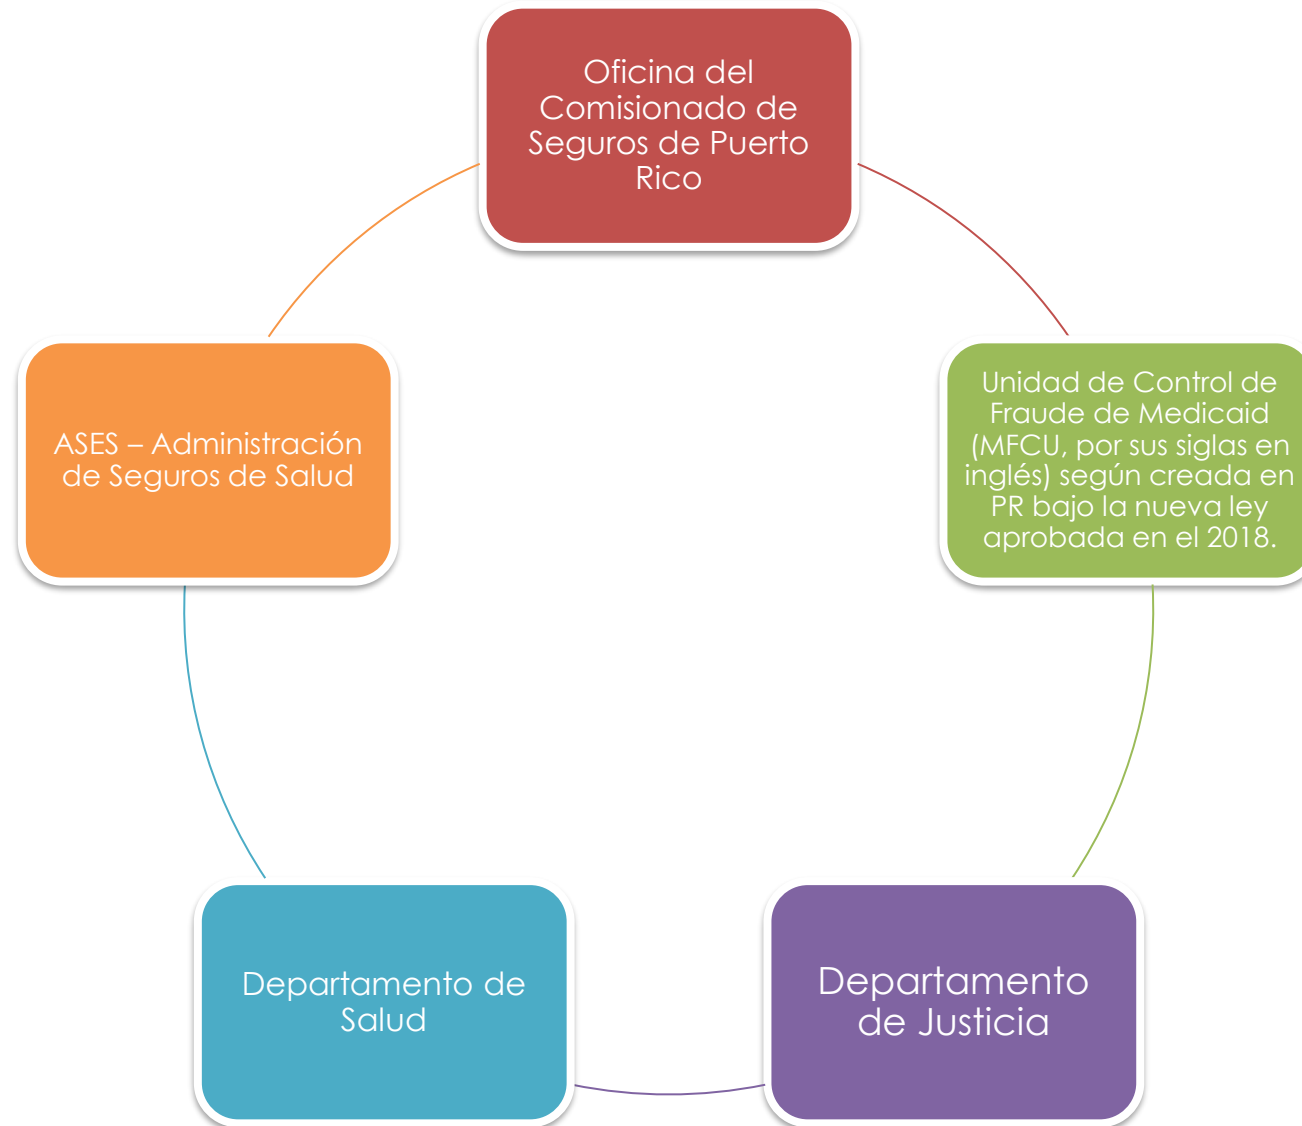 Oficina del
Comisionado de
Seguros de Puerto
Rico
Unidad de Control de
Fraude de Medicaid
(MFCU, por sus siglas en
inglés) según creada en
PR bajo la nueva ley
aprobada en el 2018.
ASES – Administración
de Seguros de Salud
Departamento de
Salud
Departamento
de Justicia